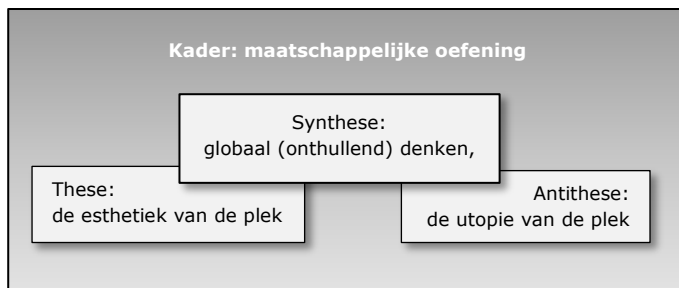 Kader: maatschappelijke oefening
Synthese:
globaal (onthullend) denken,
These:
de esthetiek van de plek
Antithese:
de utopie van de plek